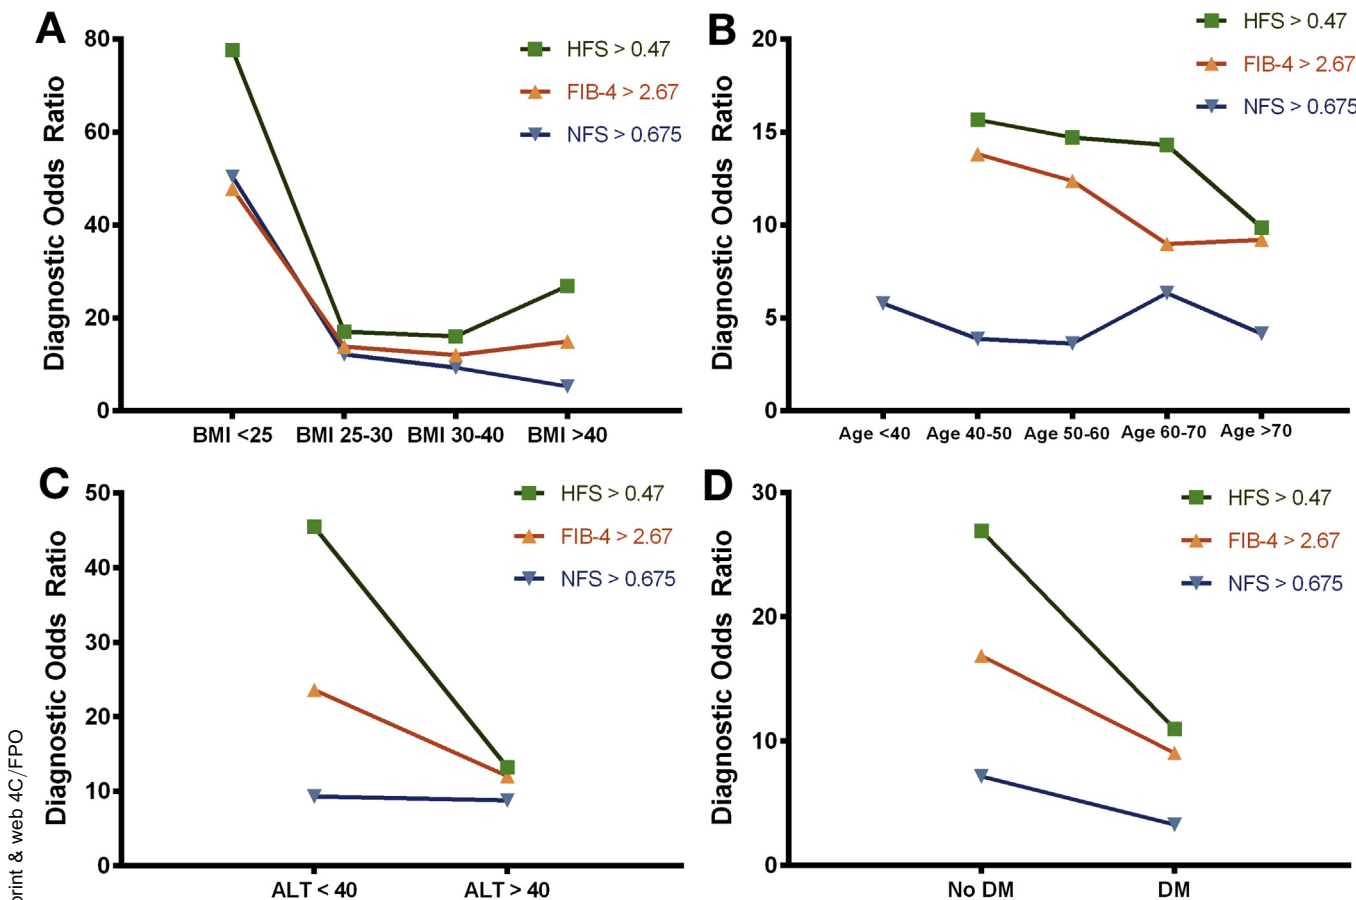 A
Diagnostic Odds Ratio
80
60
40
20
0
BMI <25 BMI 25-30 BMI 30-40 BMI >40
HFS > 0.47
FIB-4 > 2.67
NFS > 0.675
B
Diagnostic Odds Ratio
20
15
10
5
0
Age <40 Age 40-50 Age 50-60 Age 60-70 Age >70
HFS > 0.47
FIB-4 > 2.67
NFS > 0.675
C
Diagnostic Odds Ratio
50
40
30
20
10
0
ALT < 40 ALT > 40
HFS > 0.47
FIB-4 > 2.67
NFS > 0.675
D
Diagnostic Odds Ratio
30
20
10
0
No DM DM
HFS > 0.47
FIB-4 > 2.67
NFS > 0.675
print & web 4C/FPO